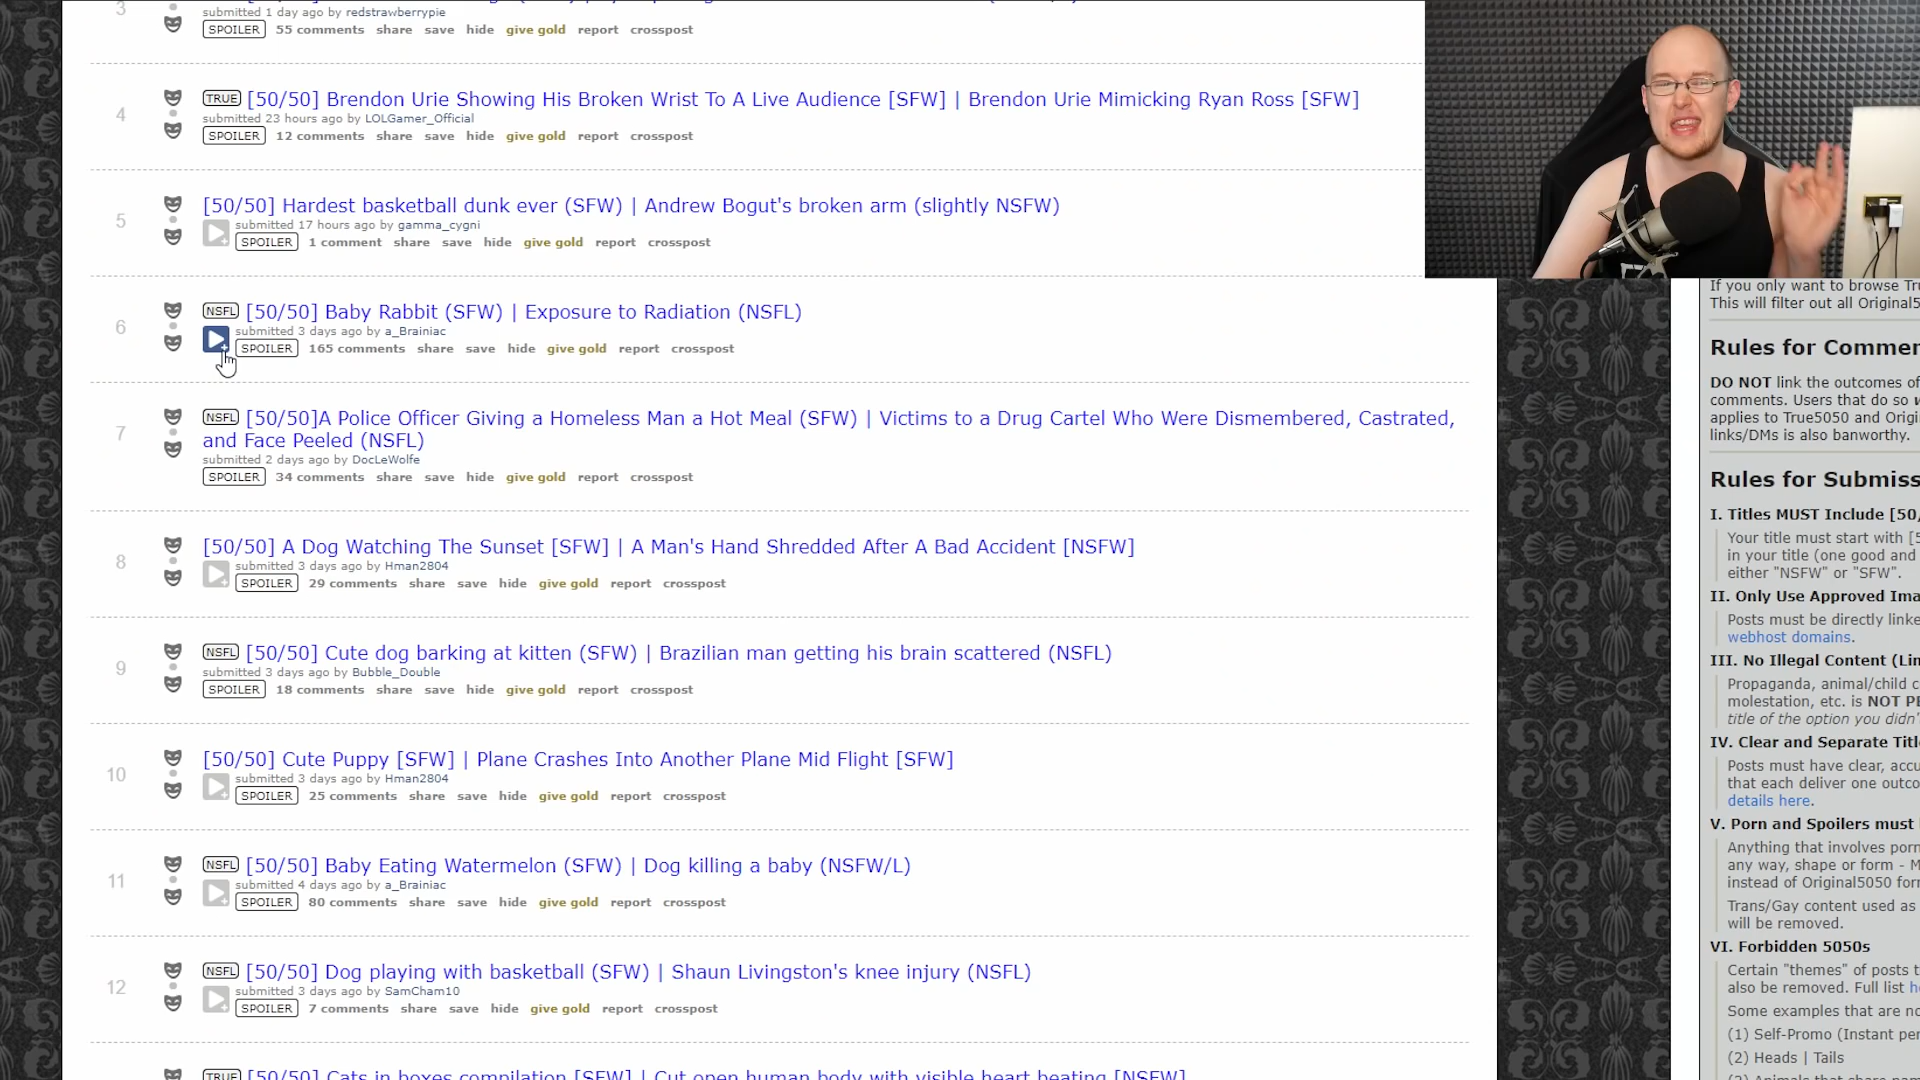 3
submitted 1 day ago by redstrawberrypie
SPOILER 55 comments share save hide give gold report crosspost
4
TRUE [50/50] Brendon Urie Showing His Broken Wrist To A Live Audience [SFW] | Brendon Urie Mimicking Ryan Ross [SFW]
submitted 23 hours ago by LOLGamer_Official
SPOILER 12 comments share save hide give gold report crosspost
5
[50/50] Hardest basketball dunk ever (SFW) | Andrew Bogut's broken arm (slightly NSFW)
submitted 17 hours ago by gamma_cygni
SPOILER 1 comment share save hide give gold report crosspost
6
NSFL [50/50] Baby Rabbit (SFW) | Exposure to Radiation (NSFL)
submitted 3 days ago by a_Brainiac
SPOILER 165 comments share save hide give gold report crosspost
7
NSFL [50/50]A Police Officer Giving a Homeless Man a Hot Meal (SFW) | Victims to a Drug Cartel Who Were Dismembered, Castrated,
and Face Peeled (NSFL)
submitted 2 days ago by DocLeWolfe
SPOILER 34 comments share save hide give gold report crosspost
8
[50/50] A Dog Watching The Sunset [SFW] | A Man's Hand Shredded After A Bad Accident [NSFW]
submitted 3 days ago by Hman2804
SPOILER 29 comments share save hide give gold report crosspost
9
NSFL [50/50] Cute dog barking at kitten (SFW) | Brazilian man getting his brain scattered (NSFL)
submitted 3 days ago by Bubble_Double
SPOILER 18 comments share save hide give gold report crosspost
10
[50/50] Cute Puppy [SFW] | Plane Crashes Into Another Plane Mid Flight [SFW]
submitted 3 days ago by Hman2804
SPOILER 25 comments share save hide give gold report crosspost
11
NSFL [50/50] Baby Eating Watermelon (SFW) | Dog killing a baby (NSFW/L)
submitted 4 days ago by a_Brainiac
SPOILER 80 comments share save hide give gold report crosspost
12
NSFL [50/50] Dog playing with basketball (SFW) | Shaun Livingston's knee injury (NSFL)
submitted 3 days ago by SamCham10
SPOILER 7 comments share save hide give gold report crosspost
TRUE [50/50] Cats in boxes compilation [SFW] | Cut open human body with visible heart beating [NSFW]
If you only want to browse Tru
This will filter out all Original5
Rules for Commen
DO NOT link the outcomes of
comments. Users that do so w
applies to True5050 and Origi
links/DMs is also banworthy.
Rules for Submiss
I. Titles MUST Include [50/
Your title must start with [5
in your title (one good and
either "NSFW" or "SFW".
II. Only Use Approved Ima
Posts must be directly linke
webhost domains.
III. No Illegal Content (Lin
Propaganda, animal/child c
molestation, etc. is NOT PE
title of the option you didn'
IV. Clear and Separate Title
Posts must have clear, accu
that each deliver one outco
details here.
V. Porn and Spoilers must
Anything that involves porn
any way, shape or form - M
instead of Original5050 for
Trans/Gay content used as
will be removed.
VI. Forbidden 5050s
Certain "themes" of posts t
also be removed. Full list h
Some examples that are no
(1) Self-Promo (Instant per
(2) Heads | Tails